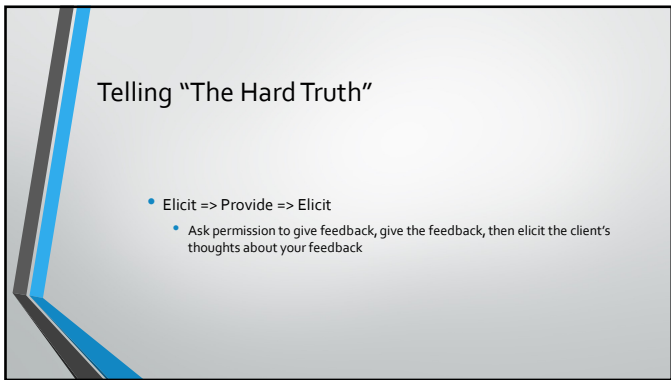 Telling “The Hard Truth”
• Elicit => Provide => Elicit
• Ask permission to give feedback, give the feedback, then elicit the client’s
thoughts about your feedback